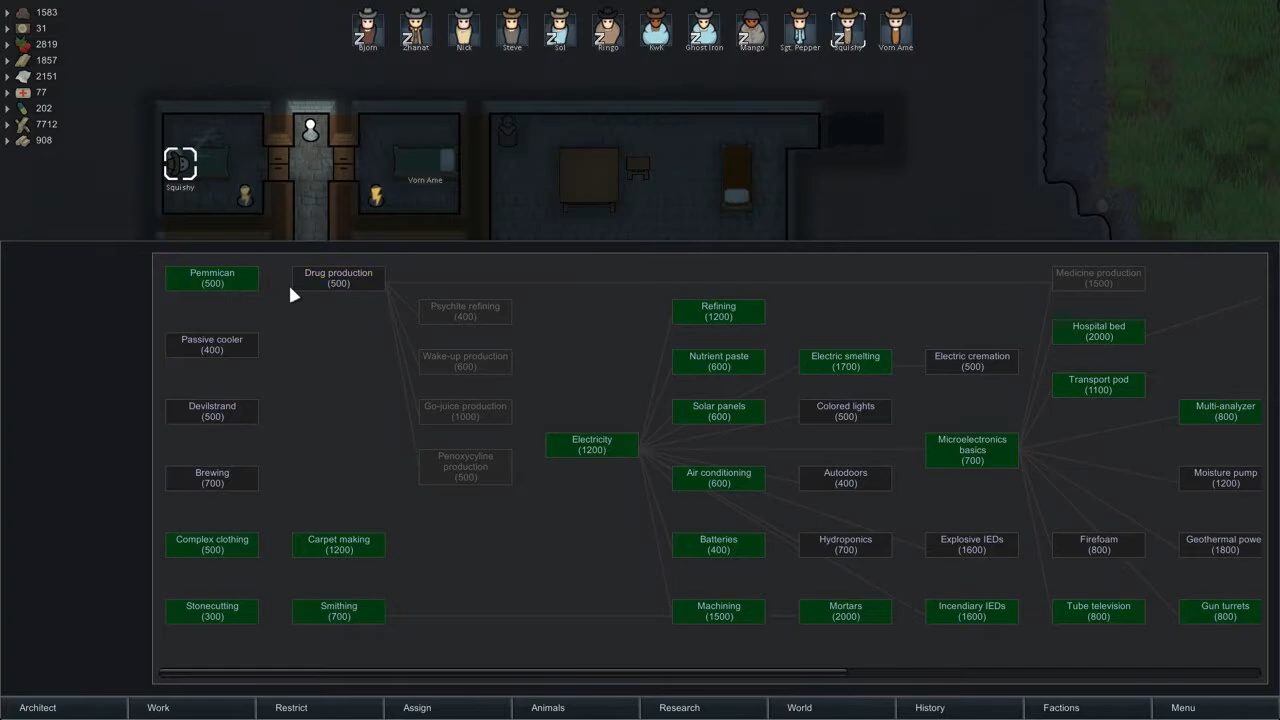 1583
31
2819
1857
2151
77
202
7712
908
Bjorn
Zhanat
Nick
Steve
Sol
Ringo
KwK
Ghost Iron
Mango
Sgt. Pepper
Squishy
Vorn Ame
Squishy
Vorn Ame
Pemmican
(500)
Drug production
(500)
Medicine production
(1500)
Psychite refining
(400)
Refining
(1200)
Hospital bed
(2000)
Passive cooler
(400)
Wake-up production
(600)
Nutrient paste
(600)
Electric smelting
(1700)
Electric cremation
(500)
Transport pod
(1100)
Devilstrand
(500)
Go-juice production
(1000)
Solar panels
(600)
Colored lights
(500)
Multi-analyzer
(800)
Electricity
(1200)
Microelectronics
basics
(700)
Brewing
(700)
Penoxycyline
production
(500)
Air conditioning
(600)
Autodoors
(400)
Moisture pump
(1200)
Complex clothing
(500)
Carpet making
(1200)
Batteries
(400)
Hydroponics
(700)
Explosive IEDs
(1600)
Firefoam
(800)
Geothermal powe
(1800)
Stonecutting
(300)
Smithing
(700)
Machining
(1500)
Mortars
(2000)
Incendiary IEDs
(1600)
Tube television
(800)
Gun turrets
(800)
Architect
Work
Restrict
Assign
Animals
Research
World
History
Factions
Menu